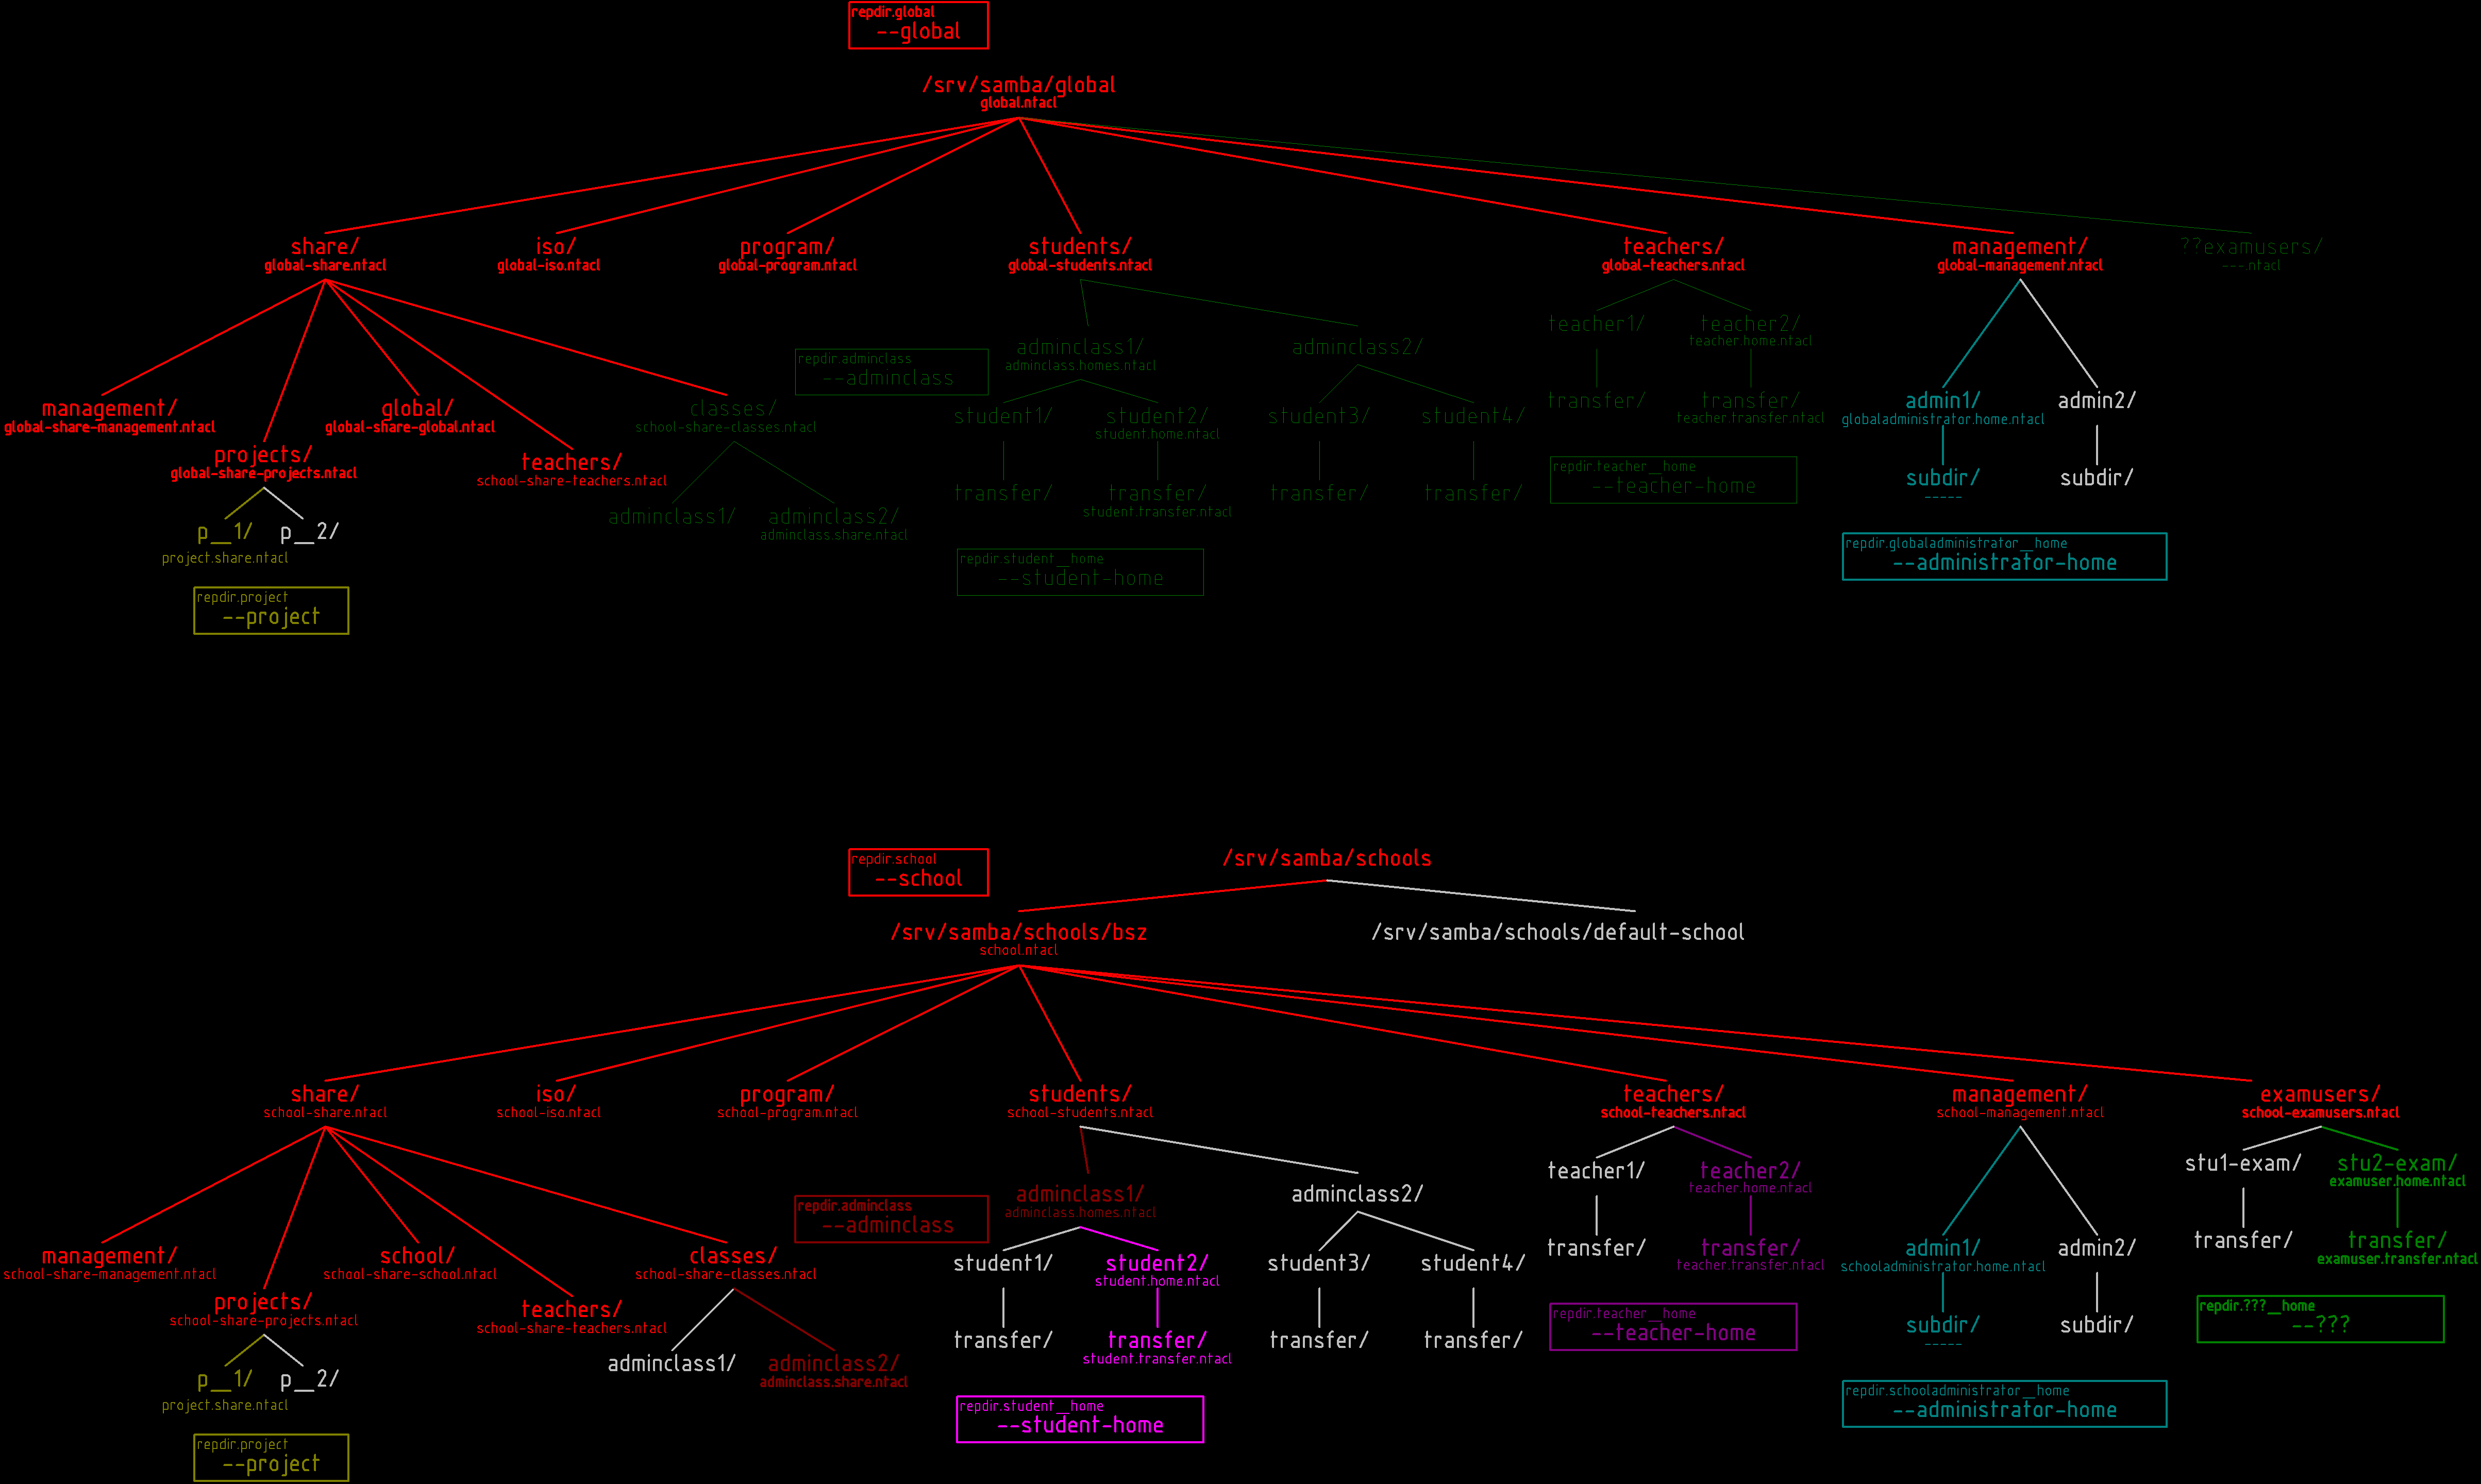 repdir.global
--global
/srv/samba/global
global.ntacl
share/
global-share.ntacl
iso/
global-iso.ntacl
program/
global-program.ntacl
students/
global-students.ntacl
teachers/
global-teachers.ntacl
management/
global-management.ntacl
??examusers/
---.ntacl
management/
global-share-management.ntacl
projects/
global-share-projects.ntacl
global/
global-share-global.ntacl
teachers/
school-share-teachers.ntacl
classes/
school-share-classes.ntacl
p__1/
project.share.ntacl
p__2/
repdir.project
--project
adminclass1/
adminclass2/
adminclass.share.ntacl
repdir.adminclass
--adminclass
adminclass1/
adminclass.homes.ntacl
adminclass2/
student1/
student2/
student.home.ntacl
student3/
student4/
transfer/
transfer/
student.transfer.ntacl
transfer/
transfer/
repdir.student__home
--student-home
teacher1/
teacher2/
teacher.home.ntacl
transfer/
transfer/
teacher.transfer.ntacl
repdir.teacher__home
--teacher-home
admin1/
globaladministrator.home.ntacl
admin2/
subdir/
-----
subdir/
repdir.globaladministrator__home
--administrator-home
repdir.school
--school
/srv/samba/schools
/srv/samba/schools/bsz
school.ntacl
/srv/samba/schools/default-school
share/
school-share.ntacl
iso/
school-iso.ntacl
program/
school-program.ntacl
students/
school-students.ntacl
teachers/
school-teachers.ntacl
management/
school-management.ntacl
examusers/
school-examusers.ntacl
management/
school-share-management.ntacl
projects/
school-share-projects.ntacl
school/
school-share-school.ntacl
teachers/
school-share-teachers.ntacl
classes/
school-share-classes.ntacl
p__1/
project.share.ntacl
p__2/
repdir.project
--project
adminclass1/
adminclass2/
adminclass.share.ntacl
repdir.adminclass
--adminclass
adminclass1/
adminclass.homes.ntacl
adminclass2/
student1/
student2/
student.home.ntacl
student3/
student4/
transfer/
transfer/
student.transfer.ntacl
transfer/
transfer/
repdir.student__home
--student-home
teacher1/
teacher2/
teacher.home.ntacl
transfer/
transfer/
teacher.transfer.ntacl
repdir.teacher__home
--teacher-home
admin1/
schooladministrator.home.ntacl
admin2/
subdir/
-----
subdir/
repdir.schooladministrator__home
--administrator-home
stu1-exam/
stu2-exam/
examuser.home.ntacl
transfer/
transfer/
examuser.transfer.ntacl
repdir.???__home
--???